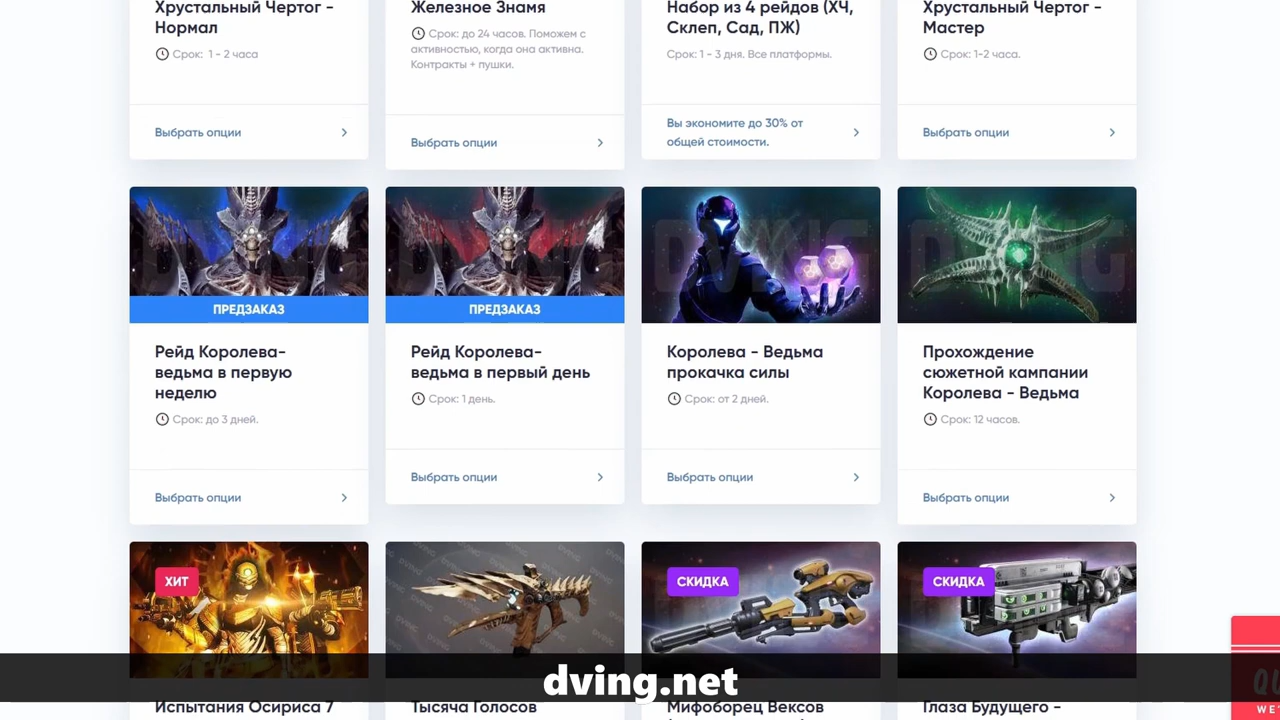 Хрустальный Чертог -
Нормал
Срок: 1 - 2 часа
Выбрать опции
Железное Знамя
Срок: до 24 часов. Поможем с
активностью, когда она активна.
Контракты + пушки.
Выбрать опции
Набор из 4 рейдов (ХЧ,
Склеп, Сад, ПЖ)
Срок: 1 - 3 дня. Все платформы.
Вы экономите до 30% от
общей стоимости.
Хрустальный Чертог -
Мастер
Срок: 1-2 часа.
Выбрать опции
ПРЕДЗАКАЗ
Рейд Королева-
ведьма в первую
неделю
Срок: до 3 дней.
Выбрать опции
ПРЕДЗАКАЗ
Рейд Королева-
ведьма в первый день
Срок: 1 день.
Выбрать опции
DVING
Королева - Ведьма
прокачка силы
Срок: от 2 дней.
Выбрать опции
Прохождение
сюжетной кампании
Королева - Ведьма
Срок: 12 часов.
Выбрать опции
ХИТ
Испытания Осириса 7
Тысяча Голосов
СКИДКА
Мифоборец Вексов
СКИДКА
Глаза Будущего -
dving.net